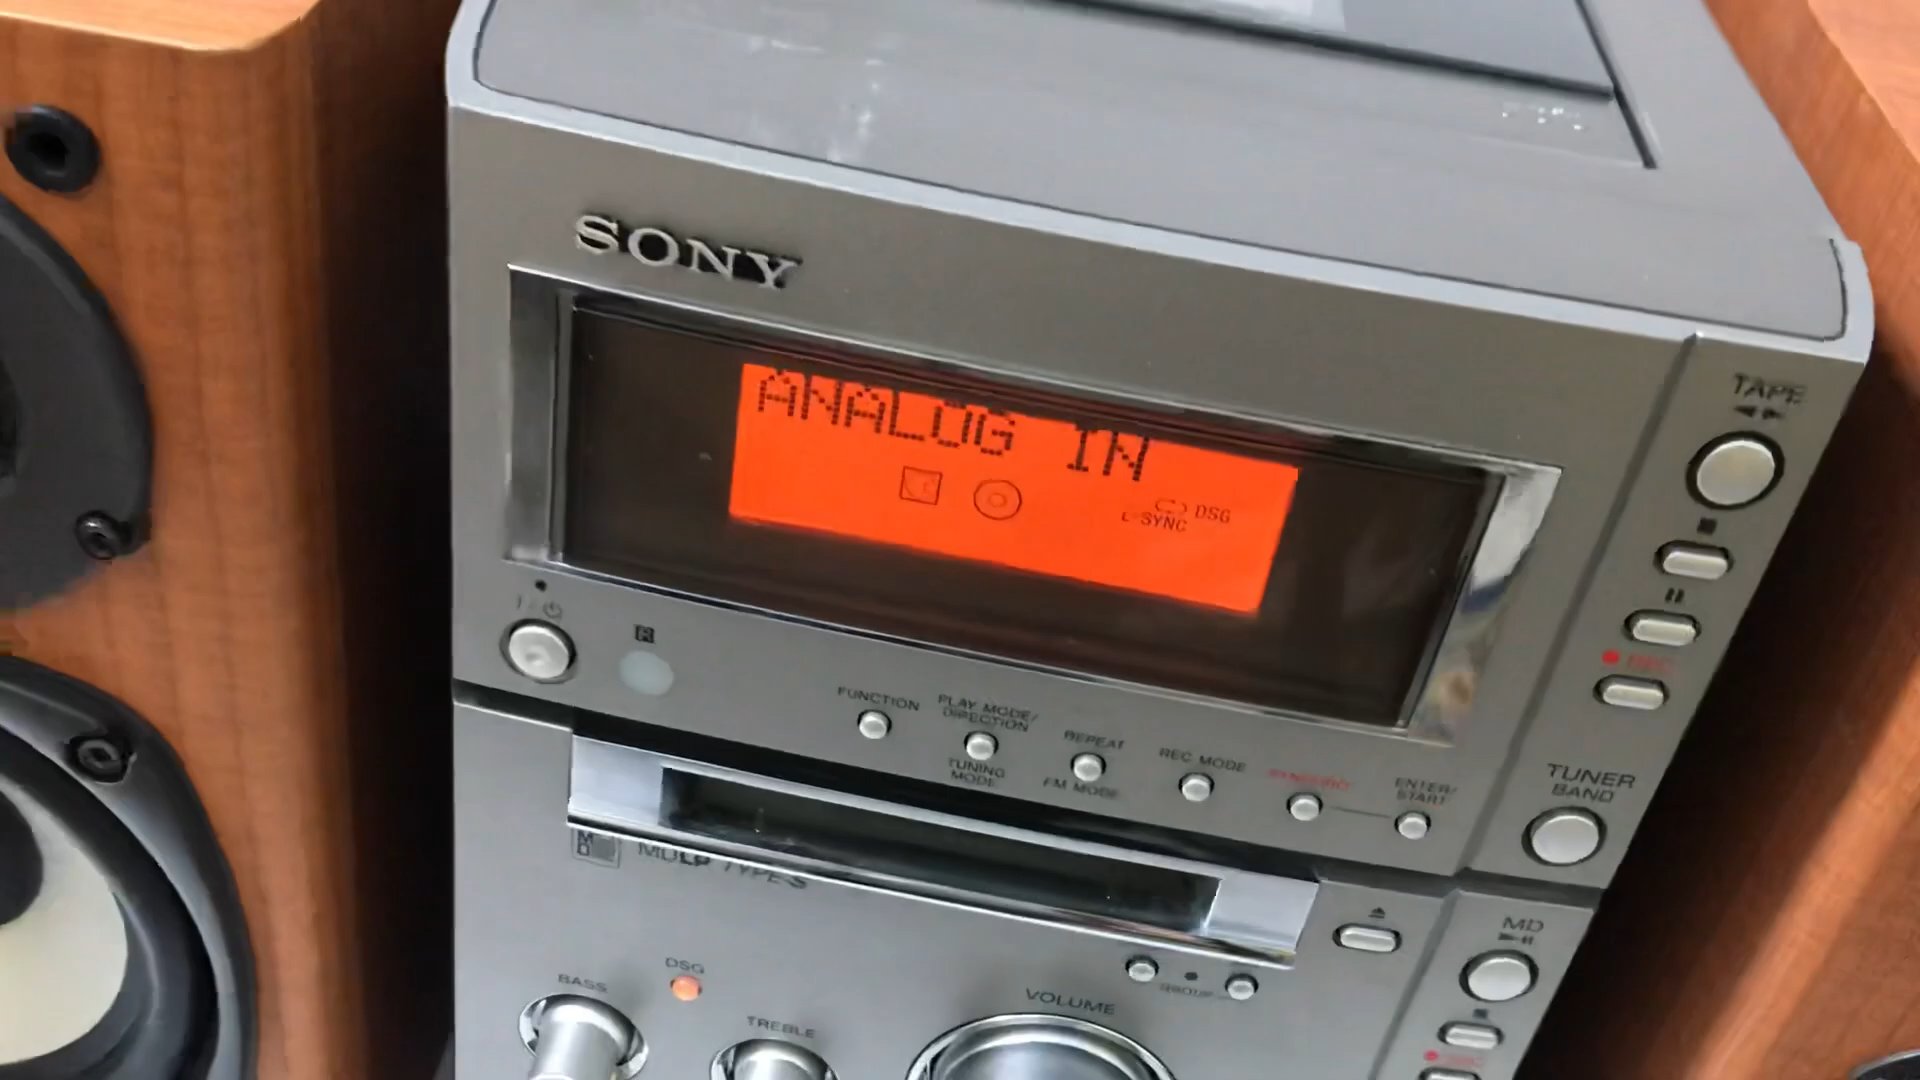 SONY
ANALOG IN
L-SYNC DSG
TAPE
I / ⏻
R
REC
FUNCTION
PLAY MODE/
DIRECTION
TUNING
MODE
REPEAT
FM MODE
REC MODE
ENTER/
START
TUNER
BAND
MD
MDLP TYPE-S
MD
DSG
BASS
TREBLE
VOLUME
GROUP